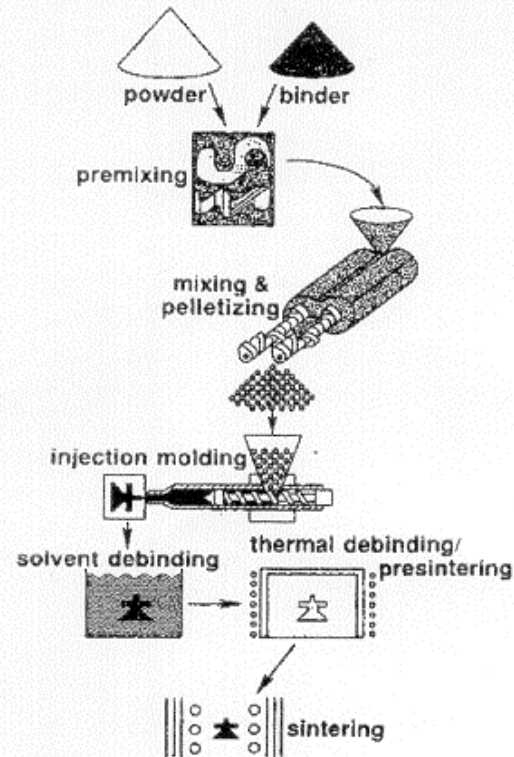 powder
binder
premixing
mixing &
pelletizing
injection molding
solvent debinding
thermal debinding/
presintering
sintering